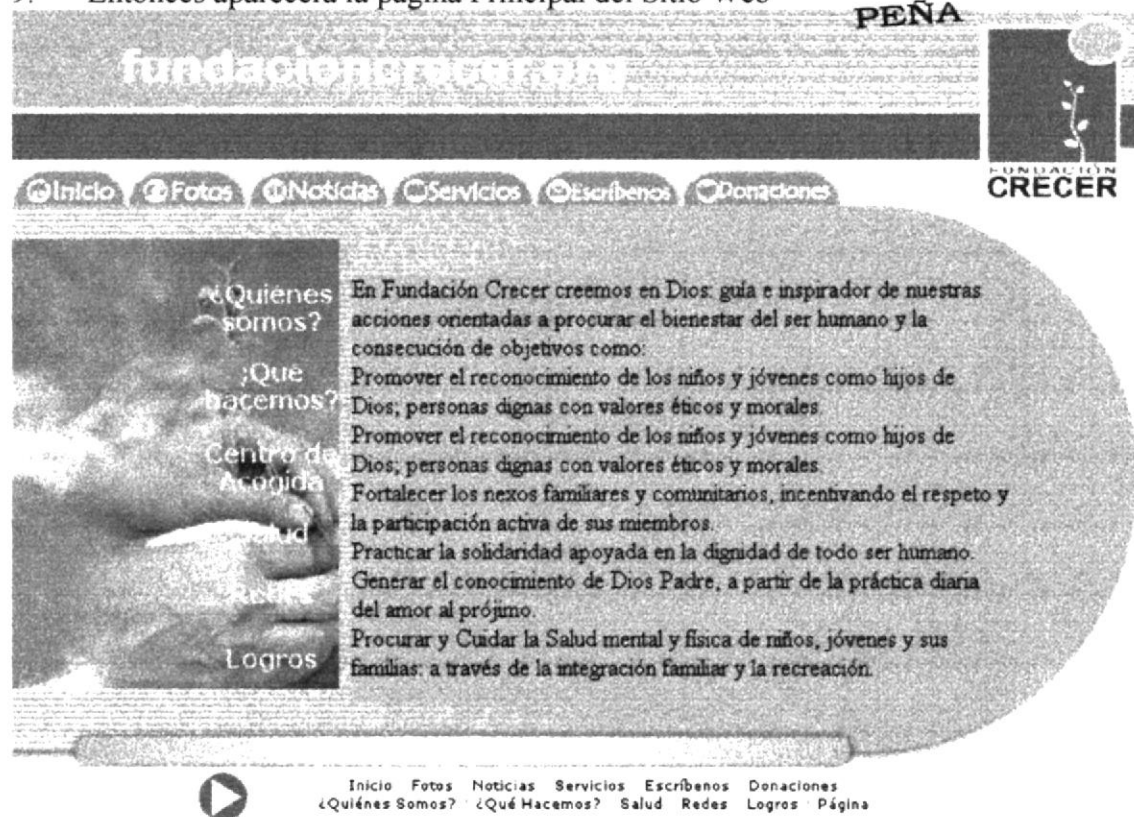 9. Entonces aparecerá la página Principal del Sitio Web
PEÑA
fundacioncrecer.org
FUNDACIÓN
CRECER
Inicio Fotos Noticias Servicios Escríbenos Donaciones
¿Quiénes
somos?
¿Que
hacemos?
Centro de
Acogida
Salud
Redes
Logros
En Fundación Crecer creemos en Dios: guía e inspirador de nuestras
acciones orientadas a procurar el bienestar del ser humano y la
consecución de objetivos como:
Promover el reconocimiento de los niños y jóvenes como hijos de
Dios; personas dignas con valores éticos y morales.
Promover el reconocimiento de los niños y jóvenes como hijos de
Dios; personas dignas con valores éticos y morales.
Fortalecer los nexos familiares y comunitarios, incentivando el respeto y
la participación activa de sus miembros.
Practicar la solidaridad apoyada en la dignidad de todo ser humano.
Generar el conocimiento de Dios Padre, a partir de la práctica diaria
del amor al prójimo.
Procurar y Cuidar la Salud mental y física de niños, jóvenes y sus
familias: a través de la integración familiar y la recreación.
Inicio Fotos Noticias Servicios Escríbenos Donaciones
¿Quiénes Somos? ¿Qué Hacemos? Salud Redes Logros Página